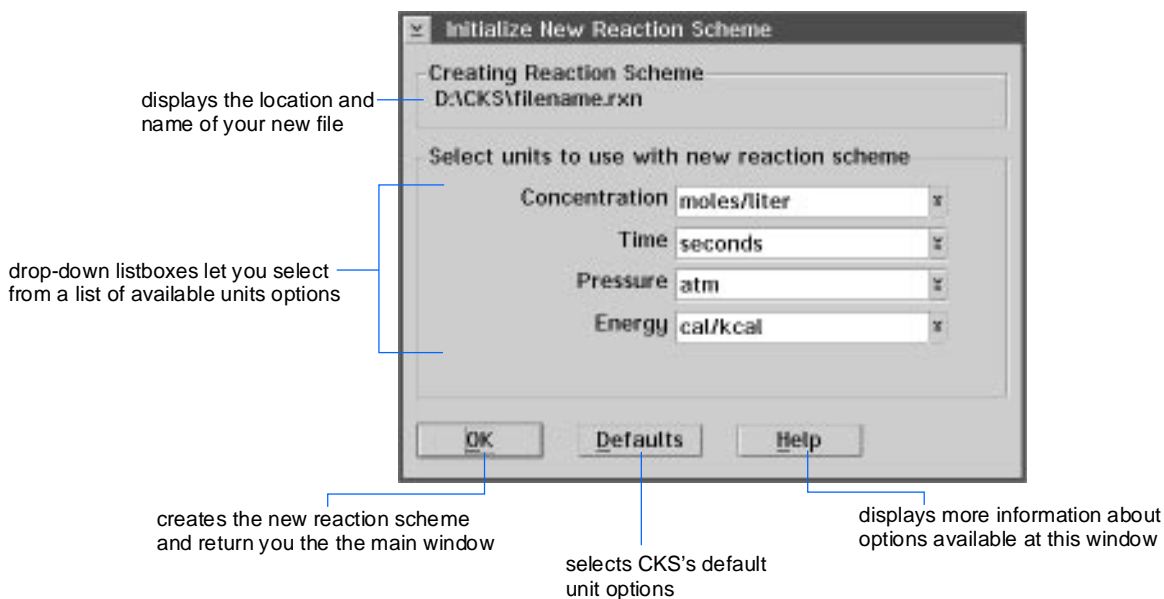 Initialize New Reaction Scheme
Creating Reaction Scheme
D:\CKS\filename.rxn
displays the location and
name of your new file
Select units to use with new reaction scheme
Concentration moles/liter
Time seconds
Pressure atm
Energy cal/kcal
drop-down listboxes let you select
from a list of available units options
OK Defaults Help
creates the new reaction scheme
and return you the the main window
selects CKS's default
unit options
displays more information about
options available at this window